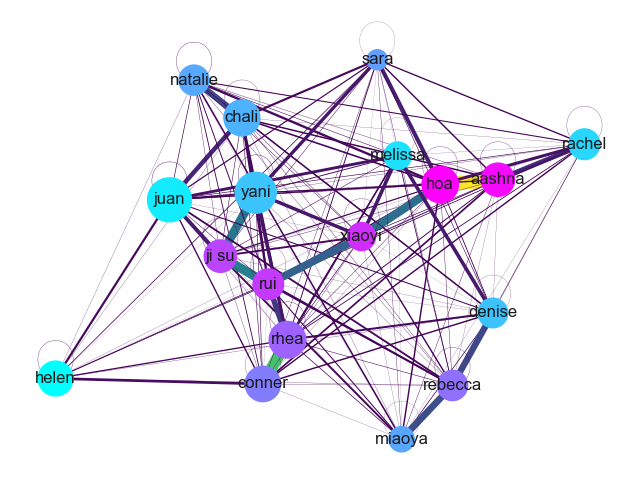 sara
natalie
chali
rachel
melissa
aashna
hoa
yani
juan
xiaoyi
ji su
rui
denise
rhea
helen
conner
rebecca
miaoya